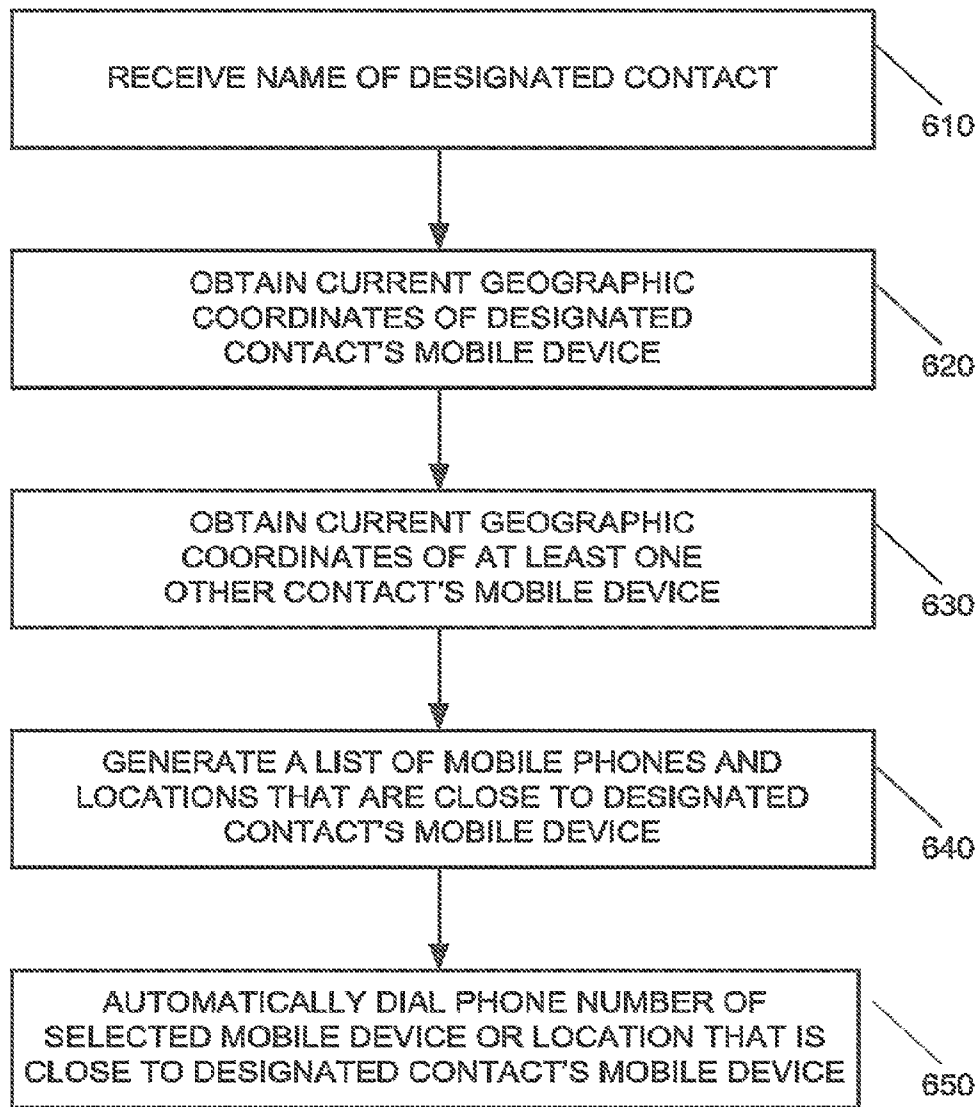 RECEIVE NAME OF DESIGNATED CONTACT
610
OBTAIN CURRENT GEOGRAPHIC
COORDINATES OF DESIGNATED
CONTACT'S MOBILE DEVICE
620
OBTAIN CURRENT GEOGRAPHIC
COORDINATES OF AT LEAST ONE
OTHER CONTACT'S MOBILE DEVICE
630
GENERATE A LIST OF MOBILE PHONES AND
LOCATIONS THAT ARE CLOSE TO DESIGNATED
CONTACT'S MOBILE DEVICE
640
AUTOMATICALLY DIAL PHONE NUMBER OF
SELECTED MOBILE DEVICE OR LOCATION THAT IS
CLOSE TO DESIGNATED CONTACT'S MOBILE DEVICE
650